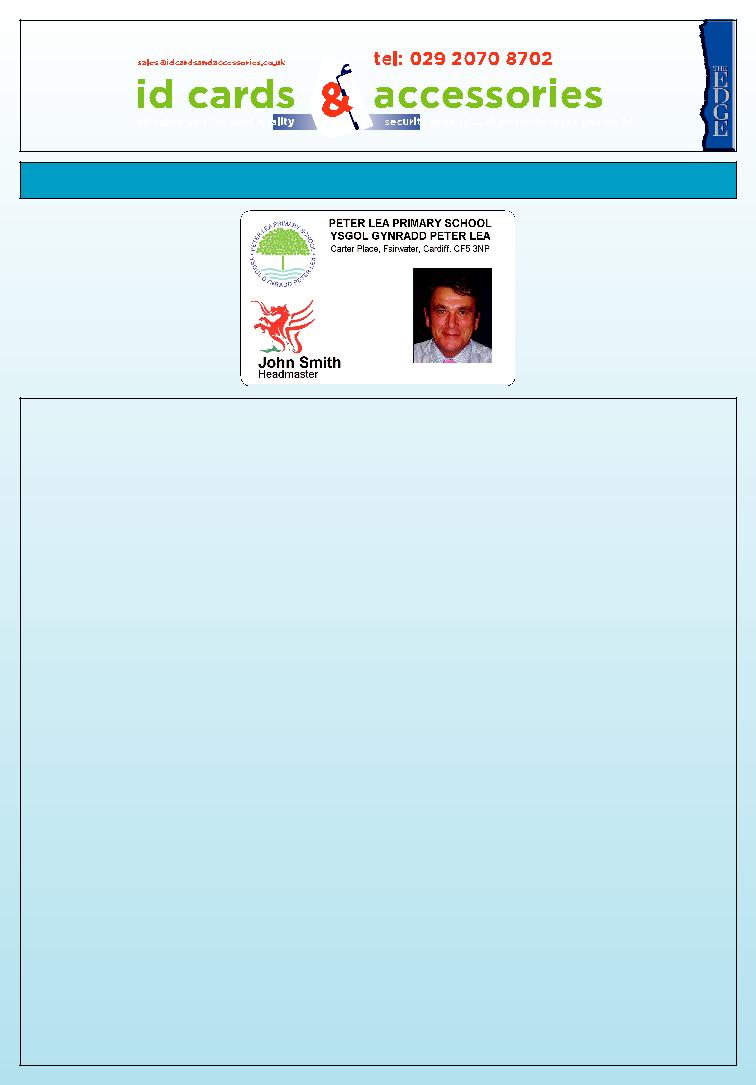 sales@idcardsandaccessories.co.uk
tel: 029 2070 8702
id cards & accessories
quality
security
THE EDGE
PETER LEA PRIMARY SCHOOL
YSGOL GYNRADD PETER LEA
Carter Place, Fairwater, Cardiff, CF5 3NP
PETER LEA PRIMARY SCHOOL
YSGOL GYNRADD PETER LEA
John Smith
Headmaster